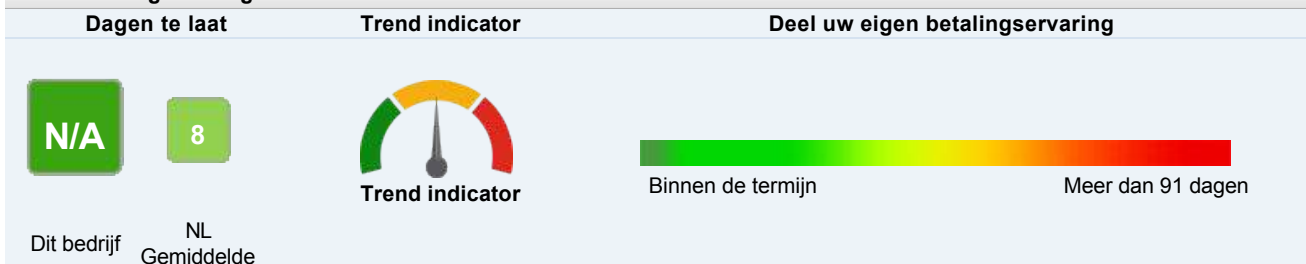 Dagen te laat
Trend indicator
Deel uw eigen betalingservaring
N/A
8
Trend indicator
Binnen de termijn
Meer dan 91 dagen
Dit bedrijf
NL
Gemiddelde